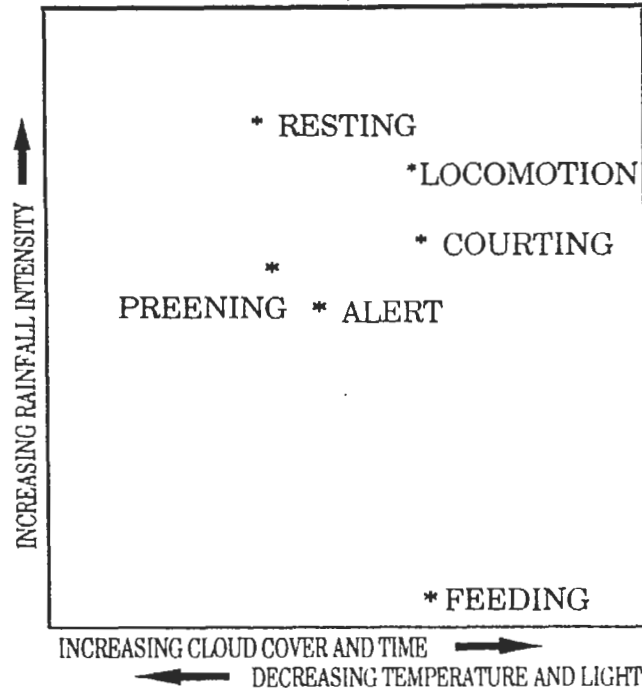 * RESTING
* LOCOMOTION
* COURTING
*
PREENING
* ALERT
* FEEDING
INCREASING RAINFALL INTENSITY
INCREASING CLOUD COVER AND TIME
DECREASING TEMPERATURE AND LIGHT